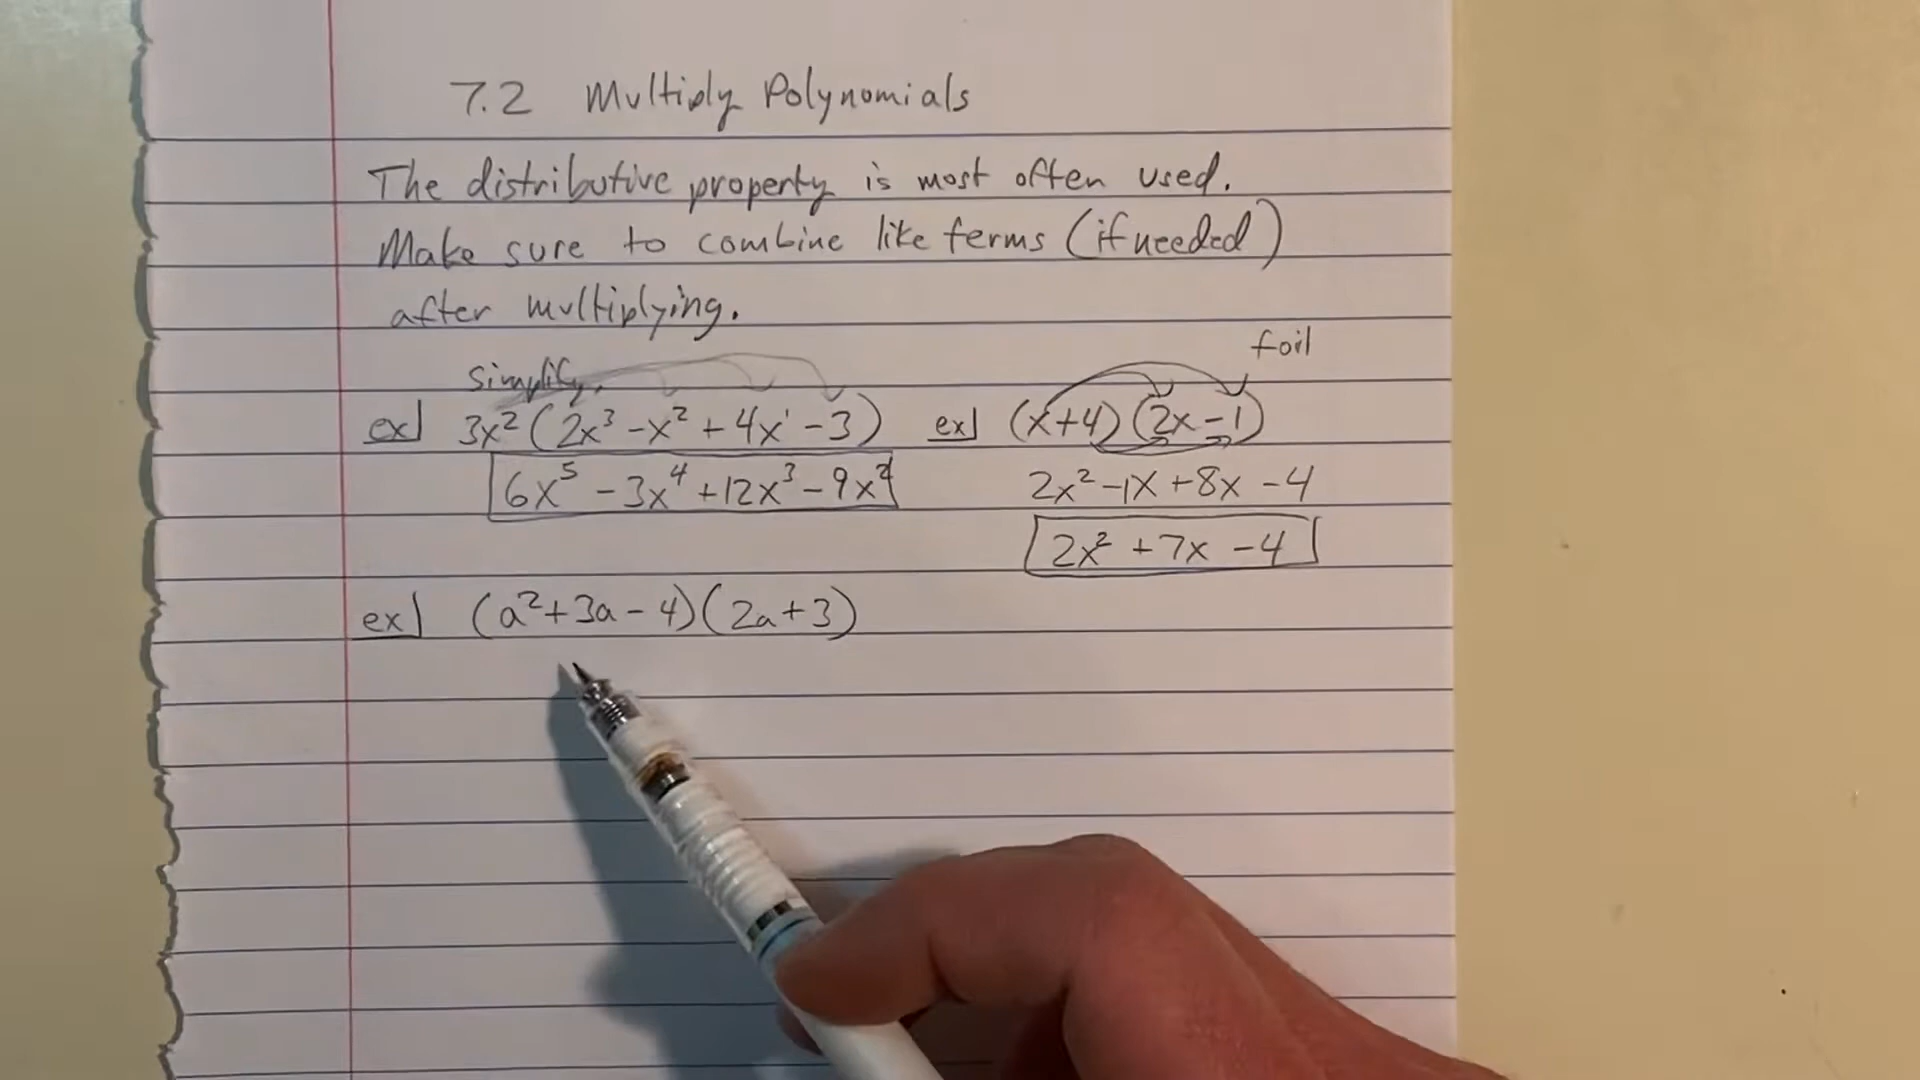 7.2 Multiply Polynomials
The distributive property is most often used.
Make sure to combine like terms (if needed)
after multiplying.
foil
simplify.
ex] 3x²(2x³ - x² + 4x¹ - 3) ex] (x+4)(2x-1)
6x⁵ - 3x⁴ + 12x³ - 9x² 2x² - 1x + 8x - 4
2x² + 7x - 4
ex] (a² + 3a - 4)(2a + 3)